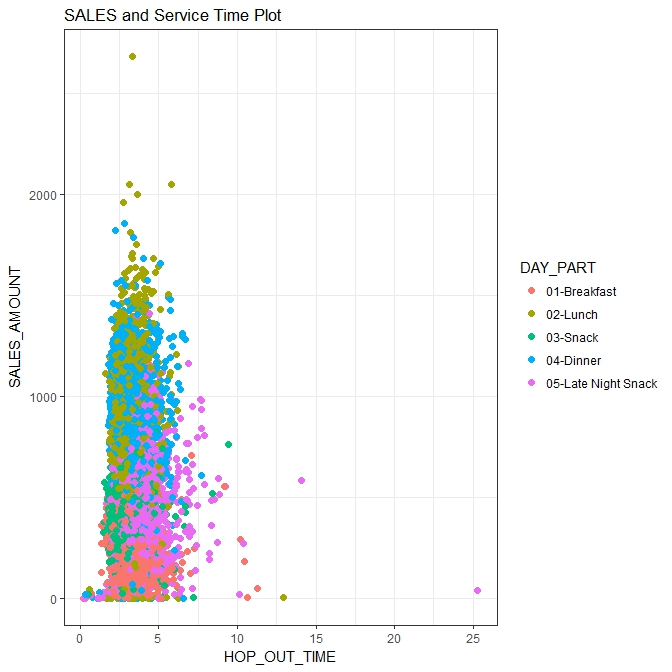 SALES and Service Time Plot
SALES_AMOUNT
2000
1000
0
0
5
10
15
20
25
HOP_OUT_TIME
DAY_PART
01-Breakfast
02-Lunch
03-Snack
04-Dinner
05-Late Night Snack